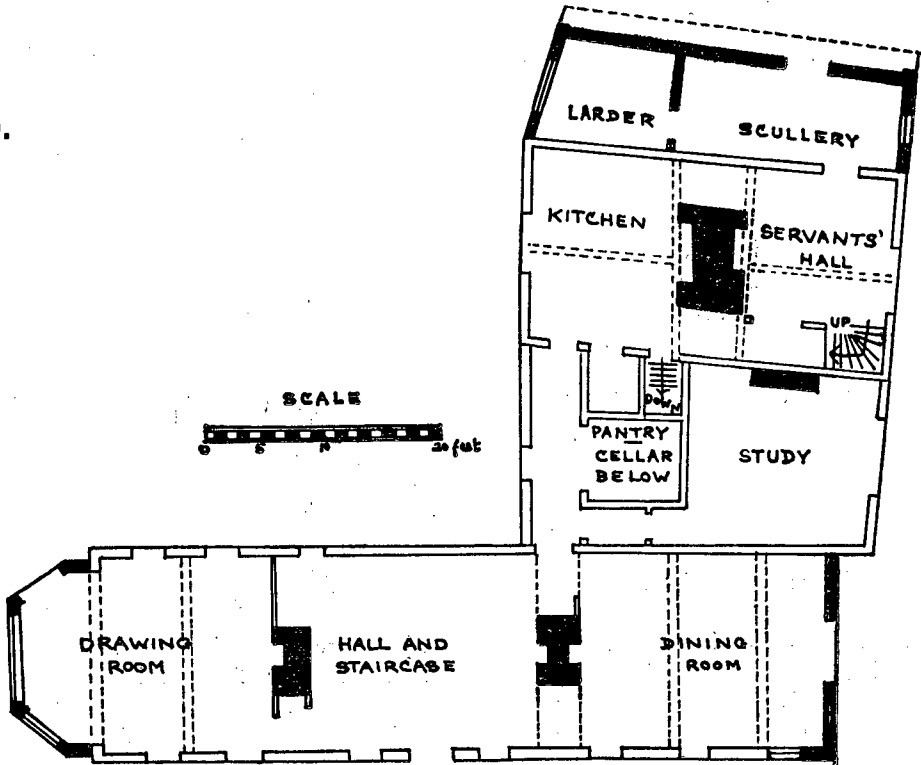 LARDER
SCULLERY
KITCHEN
SERVANTS'
HALL
UP
SCALE
0 5 10 20 feet
DOWN
PANTRY
CELLAR
BELOW
STUDY
DRAWING
ROOM
HALL AND
STAIRCASE
DINING
ROOM